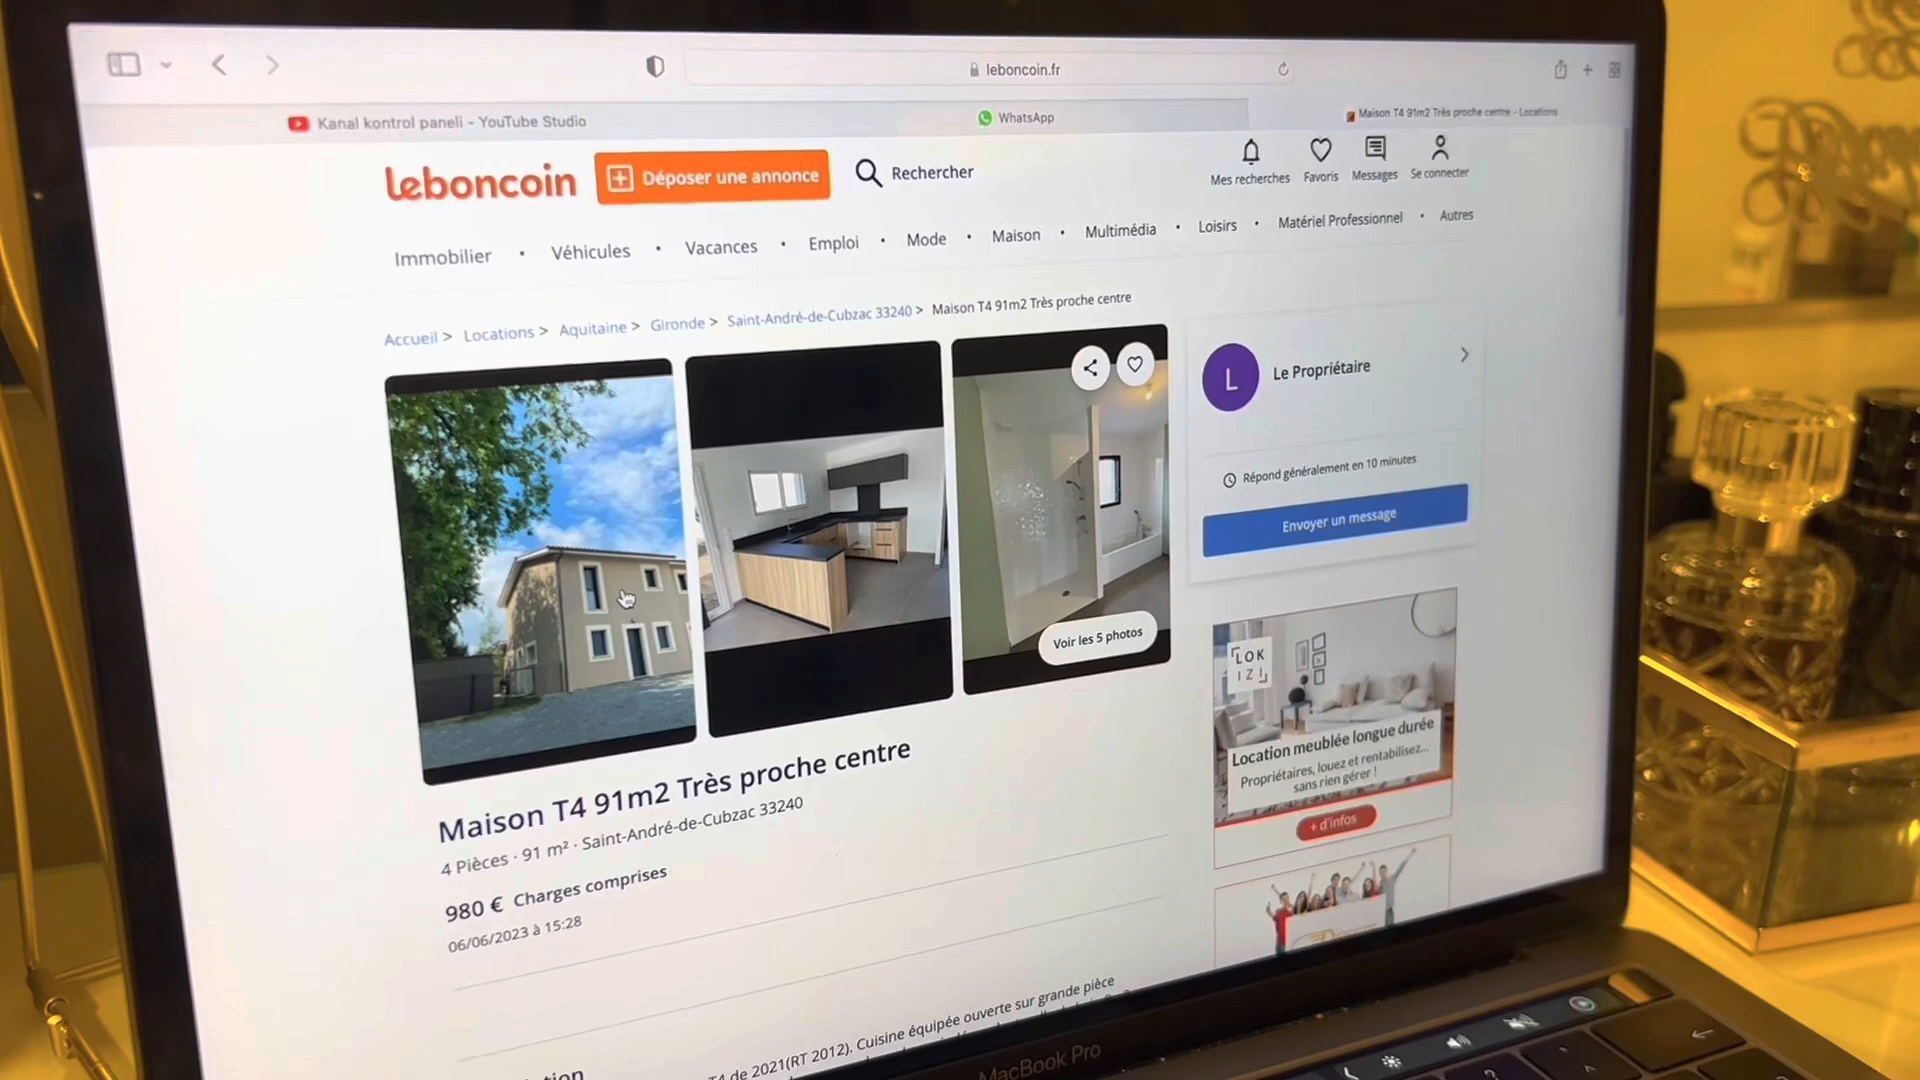 leboncoin.fr
Kanal kontrol paneli - YouTube Studio
WhatsApp
Maison T4 91m2 Très proche centre - Locations
leboncoin
Déposer une annonce
Rechercher
Mes recherches
Favoris
Messages
Se connecter
Immobilier • Véhicules • Vacances • Emploi • Mode • Maison • Multimédia • Loisirs • Matériel Professionnel • Autres
Accueil > Locations > Aquitaine > Gironde > Saint-André-de-Cubzac 33240 > Maison T4 91m2 Très proche centre
L
Le Propriétaire
Répond généralement en 10 minutes
Envoyer un message
Voir les 5 photos
LOK
IZI
Location meublée longue durée
Propriétaires, louez et rentabilisez...
sans rien gérer !
+ d'infos
Maison T4 91m2 Très proche centre
4 Pièces · 91 m² · Saint-André-de-Cubzac 33240
980 € Charges comprises
06/06/2023 à 15:28
T4 de 2021(RT 2012). Cuisine équipée ouverte sur grande pièce
MacBook Pro